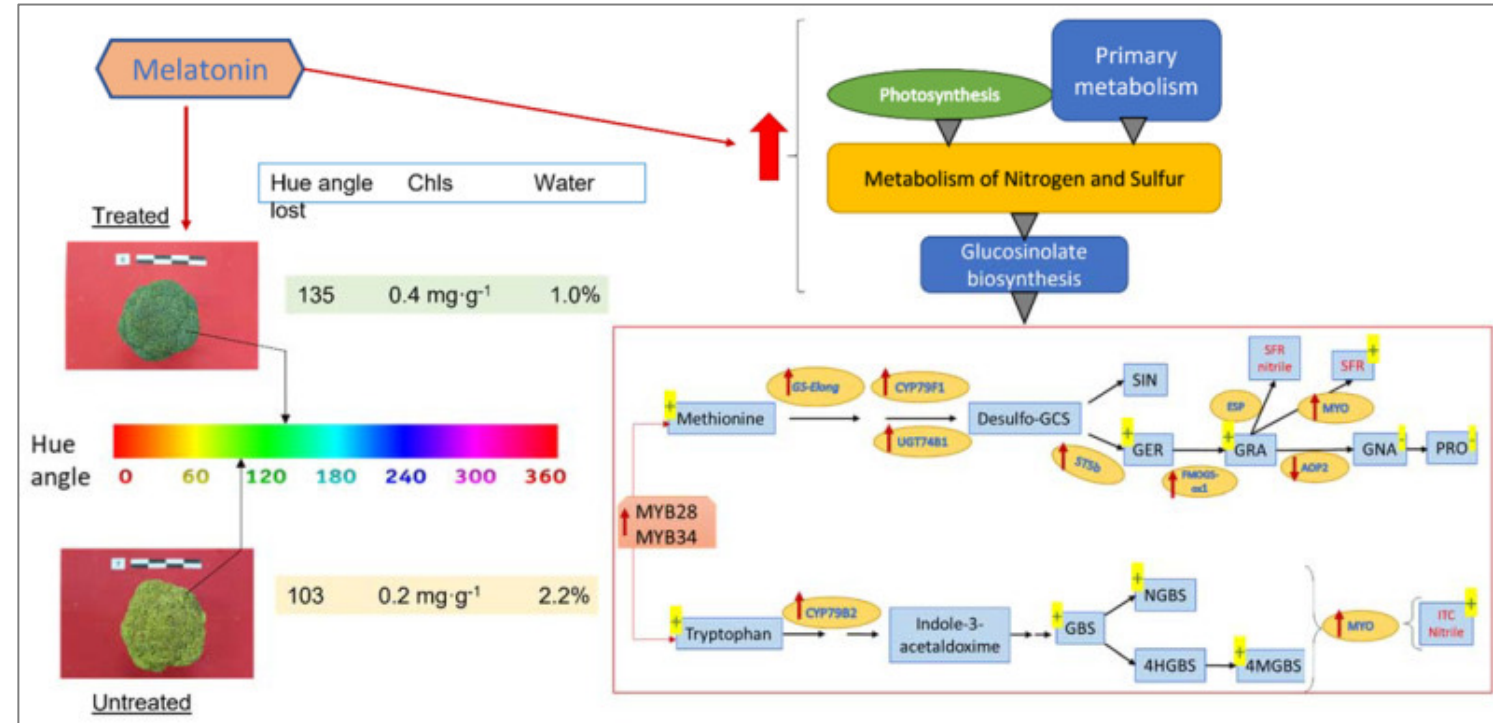 Melatonin
Primary
metabolism
Photosynthesis
Metabolism of Nitrogen and Sulfur
Glucosinolate
biosynthesis
Hue angle Chls Water
lost
Treated
135 0.4 mg·g⁻¹ 1.0%
Hue
angle
0 60 120 180 240 300 360
103 0.2 mg·g⁻¹ 2.2%
Untreated
MYB28
MYB34
+
Methionine
GS-Elong
CYP79F1
UGT74B1
Desulfo-GCS
SIN
ST5b
+
GER
FMOGS-
ox1
+
GRA
ESP
SFR
nitrile
MYO
SFR
+
AOP2
GNA
-
PRO
-
+
Tryptophan
CYP79B2
Indole-3-
acetaldoxime
+
GBS
+
NGBS
4HGBS
+
4MGBS
MYO
ITC
Nitrile
+